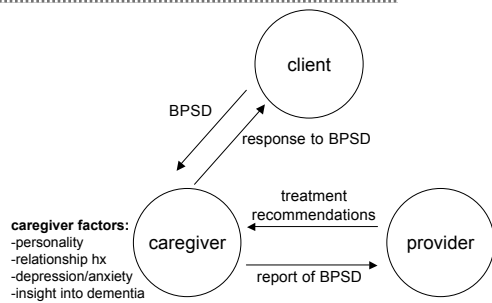 client
BPSD
response to BPSD
treatment
recommendations
caregiver factors:
-personality
-relationship hx
-depression/anxiety
-insight into dementia
caregiver
provider
report of BPSD